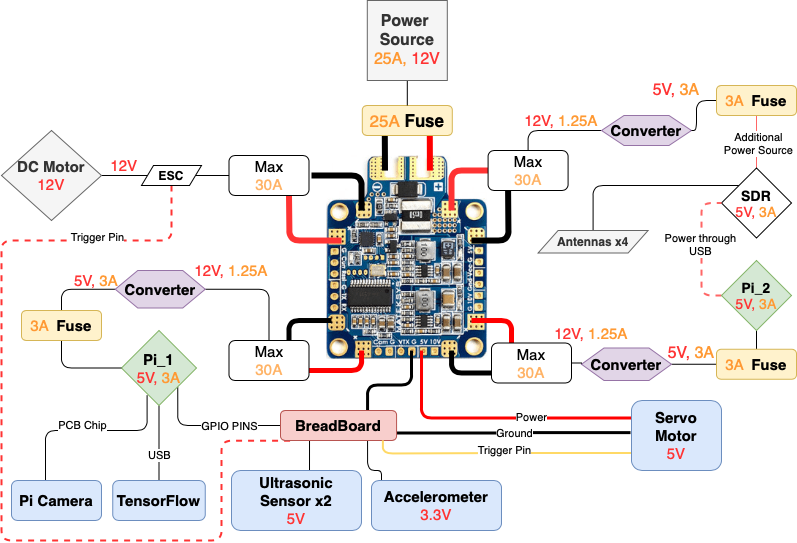 Power
Source
25A, 12V
25A Fuse
5V, 3A
3A Fuse
12V, 1.25A
Converter
Additional
Power Source
DC Motor
12V
12V
ESC
Max
30A
Max
30A
SDR
5V, 3A
Antennas x4
Power through
USB
Trigger Pin
5V, 3A
12V, 1.25A
Converter
3A Fuse
Pi_2
5V, 3A
Max
30A
Pi_1
5V, 3A
Com G VTX G 5V 10V
12V, 1.25A
Converter
5V, 3A
3A Fuse
Max
30A
PCB Chip
GPIO PINS
USB
BreadBoard
Power
Ground
Trigger Pin
Servo
Motor
5V
Pi Camera
TensorFlow
Ultrasonic
Sensor x2
5V
Accelerometer
3.3V